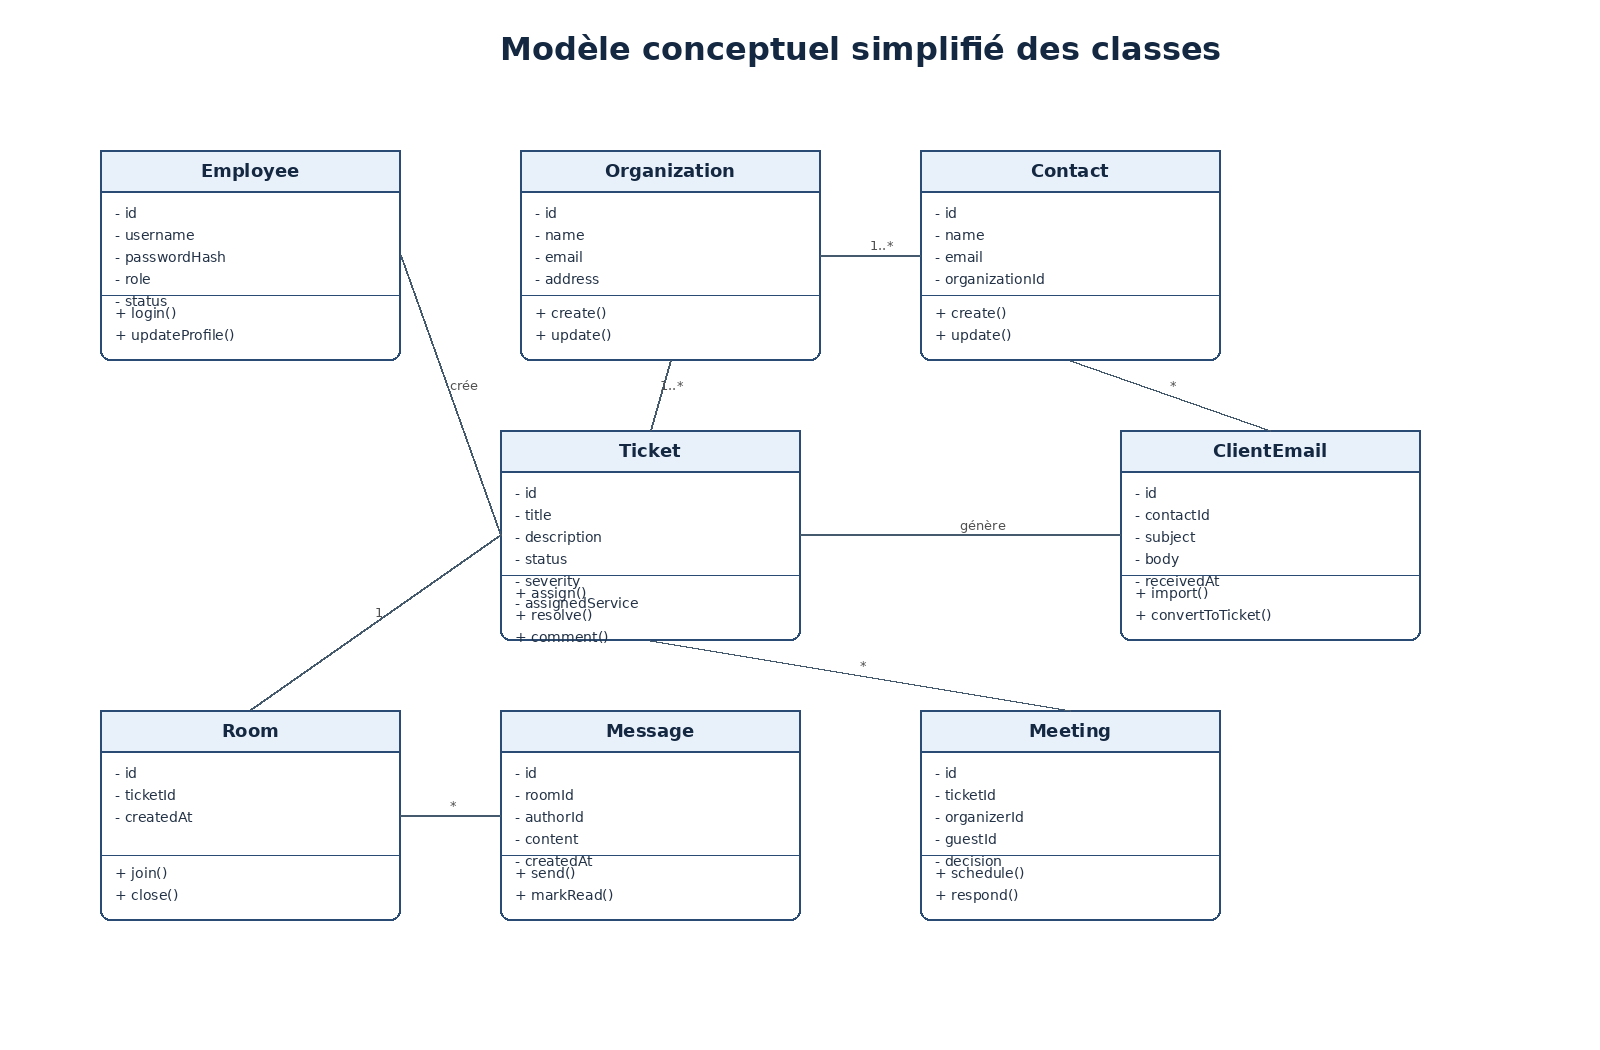 Modèle conceptuel simplifié des classes
Employee
- id
- username
- passwordHash
- role
- status
+ login()
+ updateProfile()
Organization
- id
- name
- email
- address
+ create()
+ update()
1..*
Contact
- id
- name
- email
- organizationId
+ create()
+ update()
crée
1..*
*
Ticket
- id
- title
- description
- status
- severity
- assignedService
+ assign()
+ resolve()
+ comment()
génère
ClientEmail
- id
- contactId
- subject
- body
- receivedAt
+ import()
+ convertToTicket()
1
*
Room
- id
- ticketId
- createdAt
+ join()
+ close()
*
Message
- id
- roomId
- authorId
- content
- createdAt
+ send()
+ markRead()
Meeting
- id
- ticketId
- organizerId
- guestId
- decision
+ schedule()
+ respond()